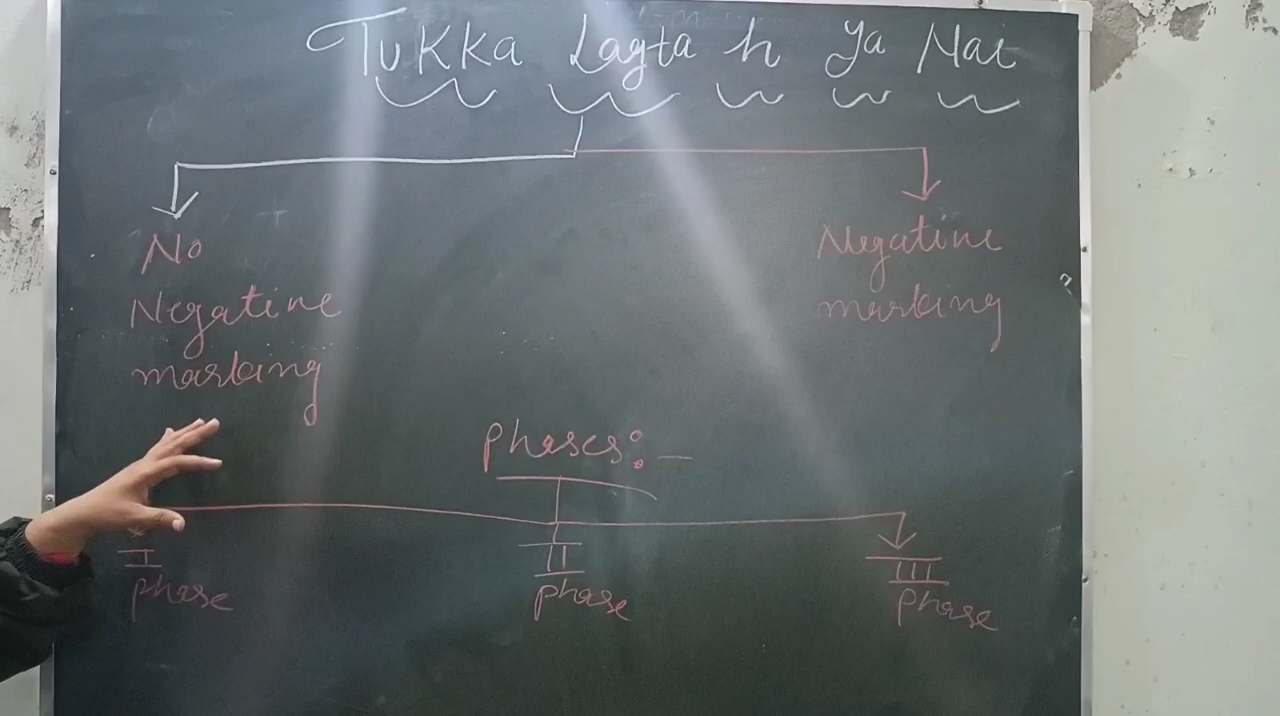 Tukka Lagta h Ya Nai
No
Negative
marking
Negative
marking
Phases:-
I
phase
II
phase
III
phase